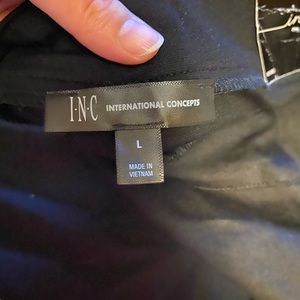 I·N·C INTERNATIONAL CONCEPTS
L
MADE IN
VIETNAM